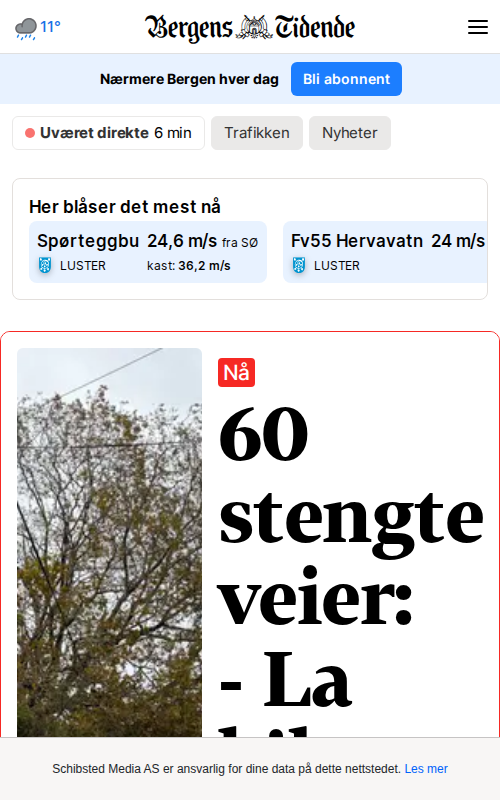 11°
Bergens Tidende
Nærmere Bergen hver dag
Bli abonnent
Uværet direkte 6 min
Trafikken
Nyheter
Her blåser det mest nå
Spørteggbu 24,6 m/s fra SØ
LUSTER kast: 36,2 m/s
Fv55 Hervavatn 24 m/s
LUSTER
Nå
60
stengte
veier:
- La
Schibsted Media AS er ansvarlig for dine data på dette nettstedet. Les mer